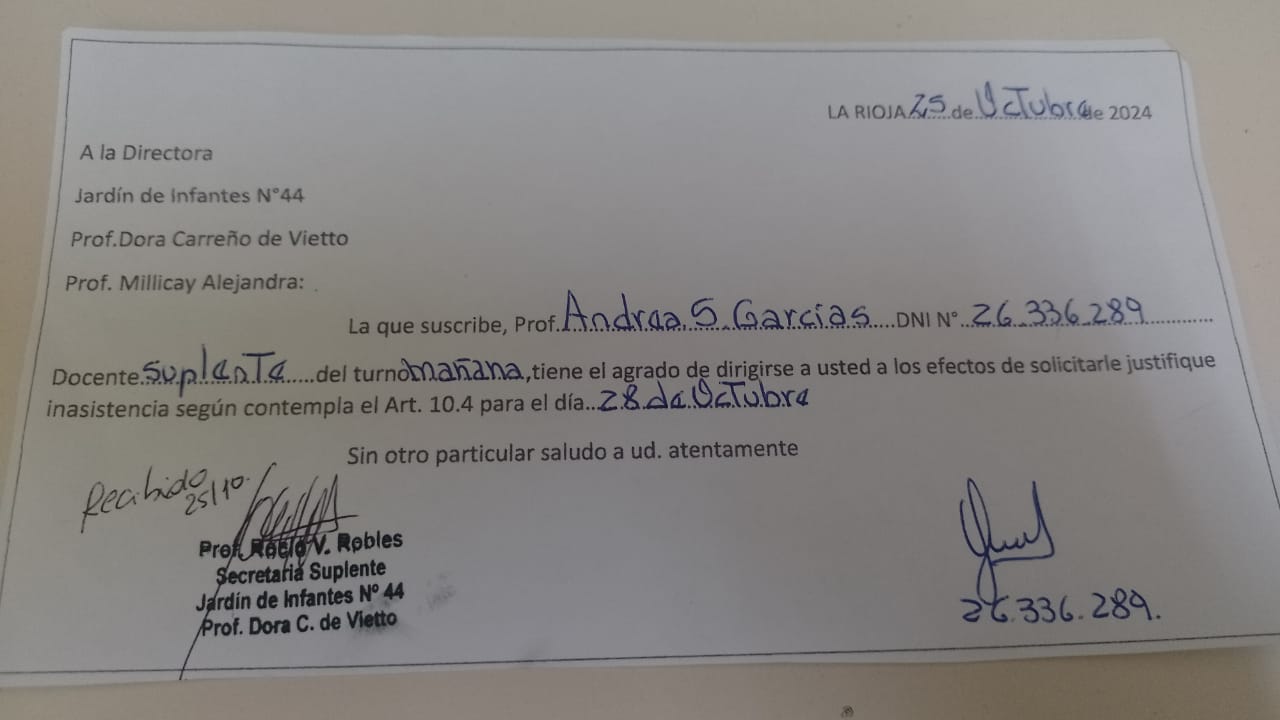 LA RIOJA 25 de Octubre de 2024
A la Directora
Jardín de Infantes N°44
Prof.Dora Carreño de Vietto
Prof. Millicay Alejandra:
La que suscribe, Prof. Andrea S. Garcías DNI N° 26.336.289
Docente Suplente del turno mañana, tiene el agrado de dirigirse a usted a los efectos de solicitarle justifique
inasistencia según contempla el Art. 10.4 para el día 28 de Octubre
Sin otro particular saludo a ud. atentamente
Recibido
25/10
Prof. Rocío V. Robles
Secretaria Suplente
Jardín de Infantes Nº 44
Prof. Dora C. de Vietto
26.336.289.